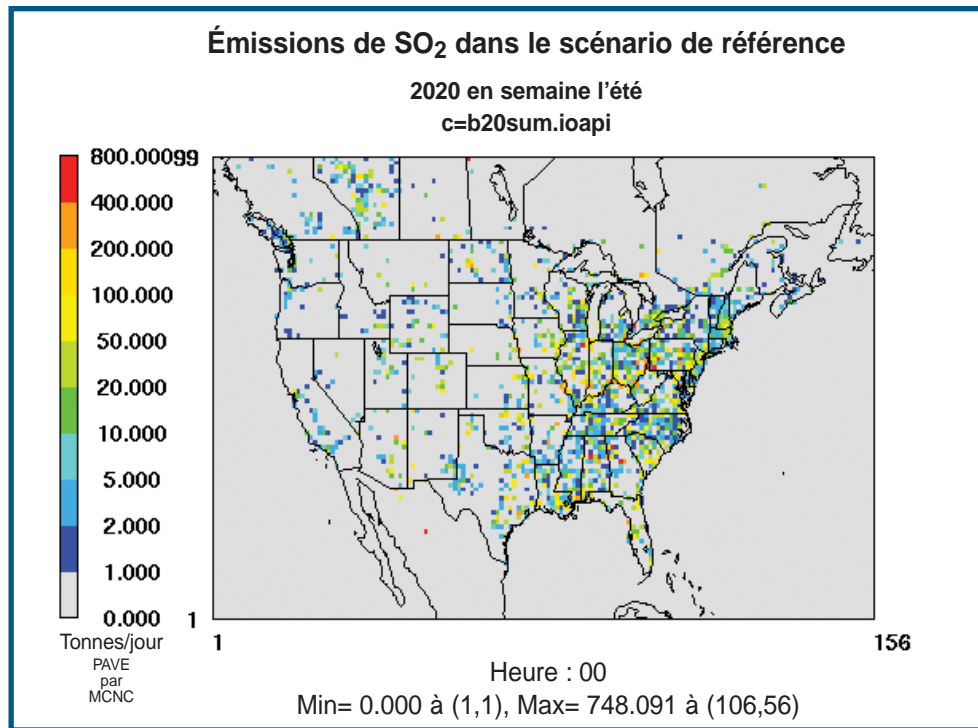 Émissions de SO2 dans le scénario de référence
2020 en semaine l'été
c=b20sum.ioapi
800.000
99
400.000
200.000
100.000
50.000
20.000
10.000
5.000
2.000
1.000
0.000
1
Tonnes/jour
1
156
PAVE
par
MCNC
Heure : 00
Min= 0.000 à (1,1), Max= 748.091 à (106,56)